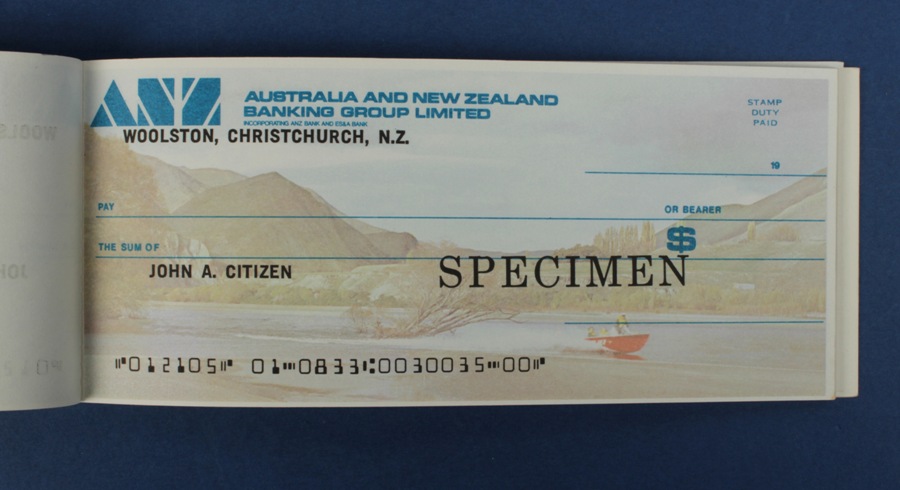 ANZ
AUSTRALIA AND NEW ZEALAND
BANKING GROUP LIMITED
INCORPORATING ANZ BANK AND ES&A BANK
WOOLSTON, CHRISTCHURCH, N.Z.
STAMP
DUTY
PAID
19
PAY
OR BEARER
THE SUM OF
$
JOHN A. CITIZEN
SPECIMEN
⑈012105⑈ 01⑉0833⑆0030035⑉00⑈